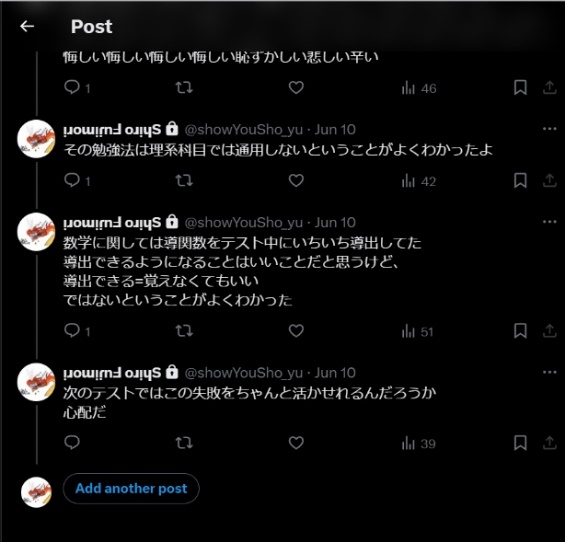 Post
悔しい悔しい悔しい悔しい恥ずかしい悲しい辛い
1 46
Shiro Fujimori @showYouSho_yu · Jun 10
その勉強法は理系科目では通用しないということがよくわかったよ
1 42
Shiro Fujimori @showYouSho_yu · Jun 10
数学に関しては導関数をテスト中にいちいち導出してた
導出できるようになることはいいことだと思うけど、
導出できる=覚えなくてもいい
ではないということがよくわかった
1 51
Shiro Fujimori @showYouSho_yu · Jun 10
次のテストではこの失敗をちゃんと活かせれるんだろうか
心配だ
39
Add another post